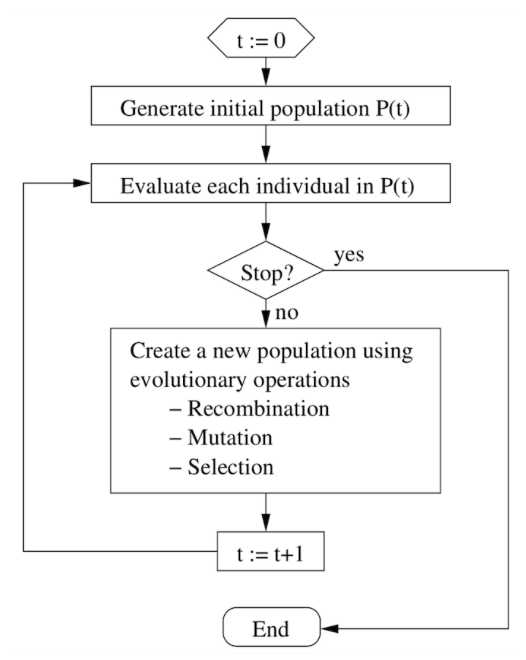 t := 0
Generate initial population P(t)
Evaluate each individual in P(t)
Stop?
yes
no
Create a new population using
evolutionary operations
– Recombination
– Mutation
– Selection
t := t+1
End